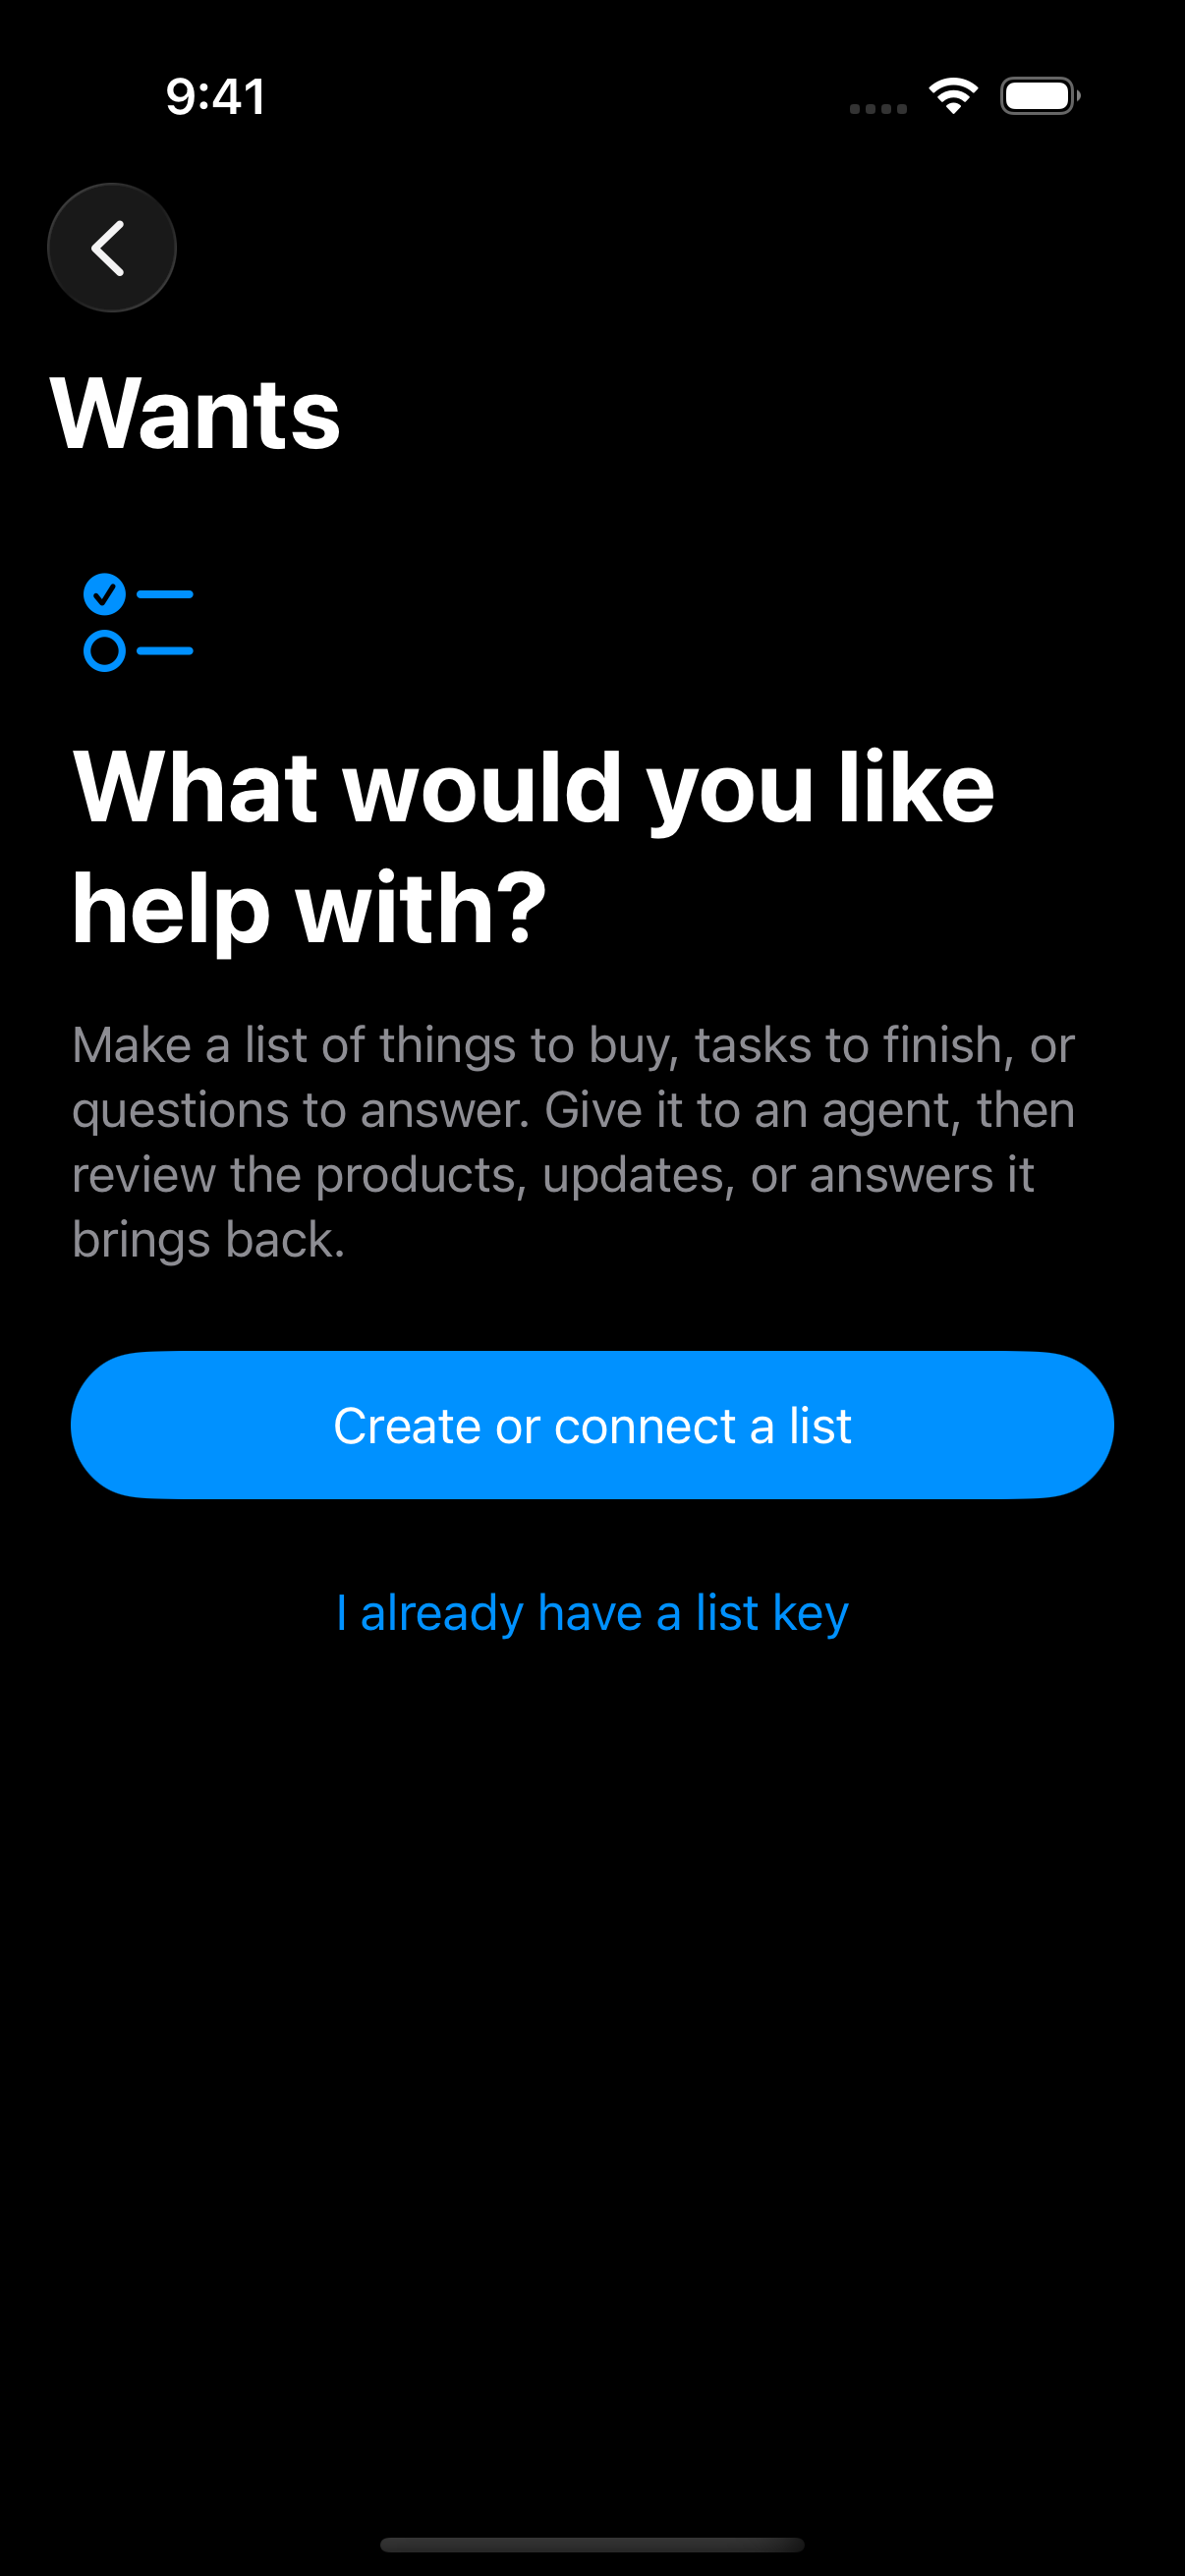 9:41
Wants
What would you like
help with?
Make a list of things to buy, tasks to finish, or
questions to answer. Give it to an agent, then
review the products, updates, or answers it
brings back.
Create or connect a list
I already have a list key